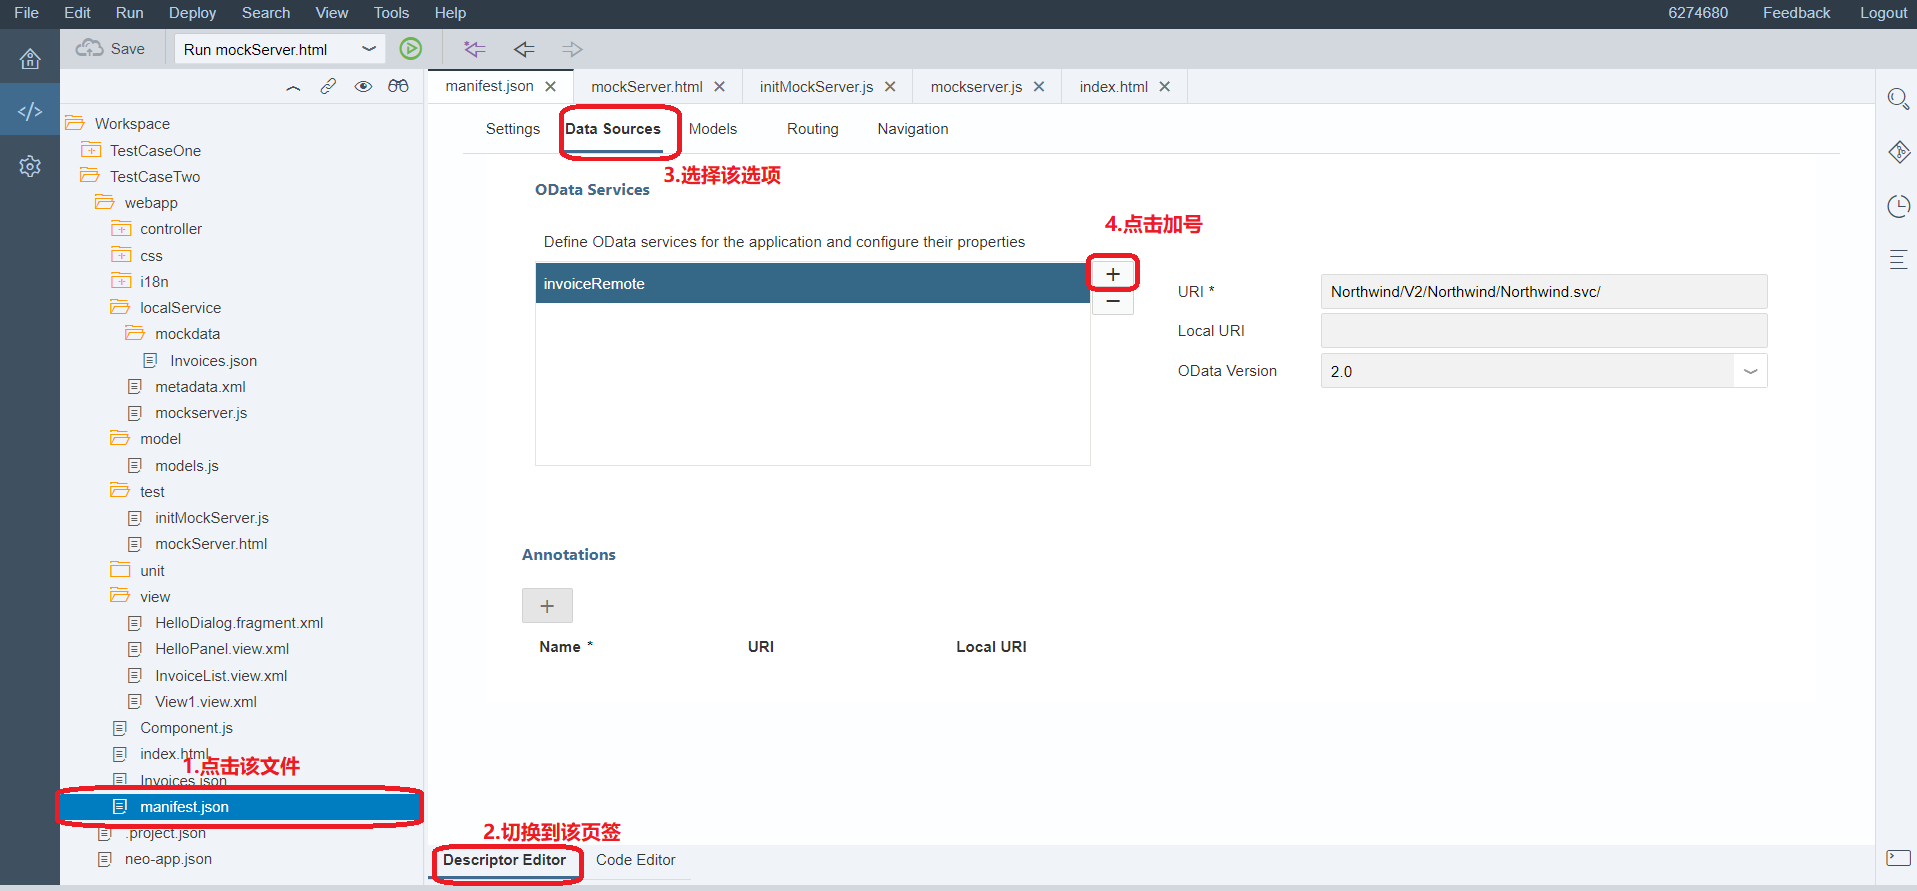 File Edit Run Deploy Search View Tools Help 6274680 Feedback Logout
Save Run mockServer.html
manifest.json mockServer.html initMockServer.js mockserver.js index.html
Settings Data Sources Models Routing Navigation
3.选择该选项
OData Services
4.点击加号
Define OData services for the application and configure their properties
invoiceRemote
URI * Northwind/V2/Northwind/Northwind.svc/
Local URI
OData Version 2.0
Annotations
Name * URI Local URI
Workspace
TestCaseOne
TestCaseTwo
webapp
controller
css
i18n
localService
mockdata
Invoices.json
metadata.xml
mockserver.js
model
models.js
test
initMockServer.js
mockServer.html
unit
view
HelloDialog.fragment.xml
HelloPanel.view.xml
InvoiceList.view.xml
View1.view.xml
Component.js
index.html
1.点击该文件
Invoices.json
manifest.json
.project.json
neo-app.json
2.切换到该页签
Descriptor Editor Code Editor